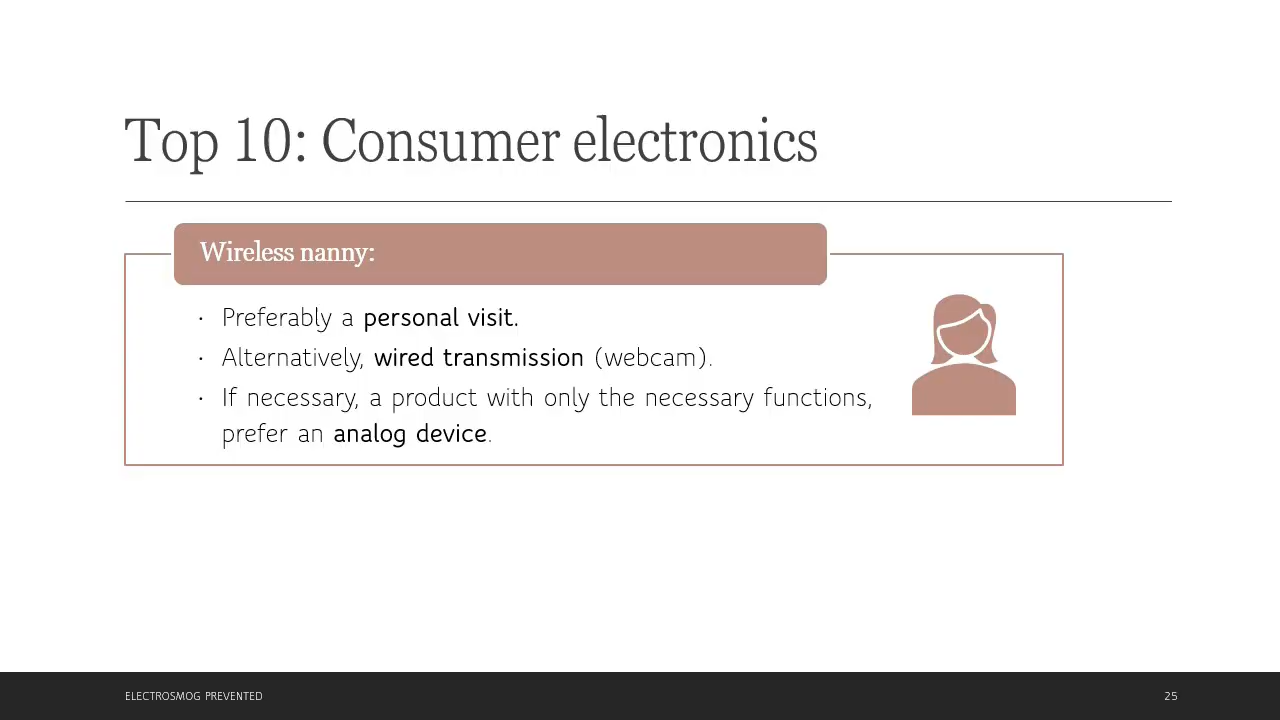 Top 10: Consumer electronics
Wireless nanny:
· Preferably a personal visit.
· Alternatively, wired transmission (webcam).
· If necessary, a product with only the necessary functions,
prefer an analog device.
ELECTROSMOG PREVENTED
25